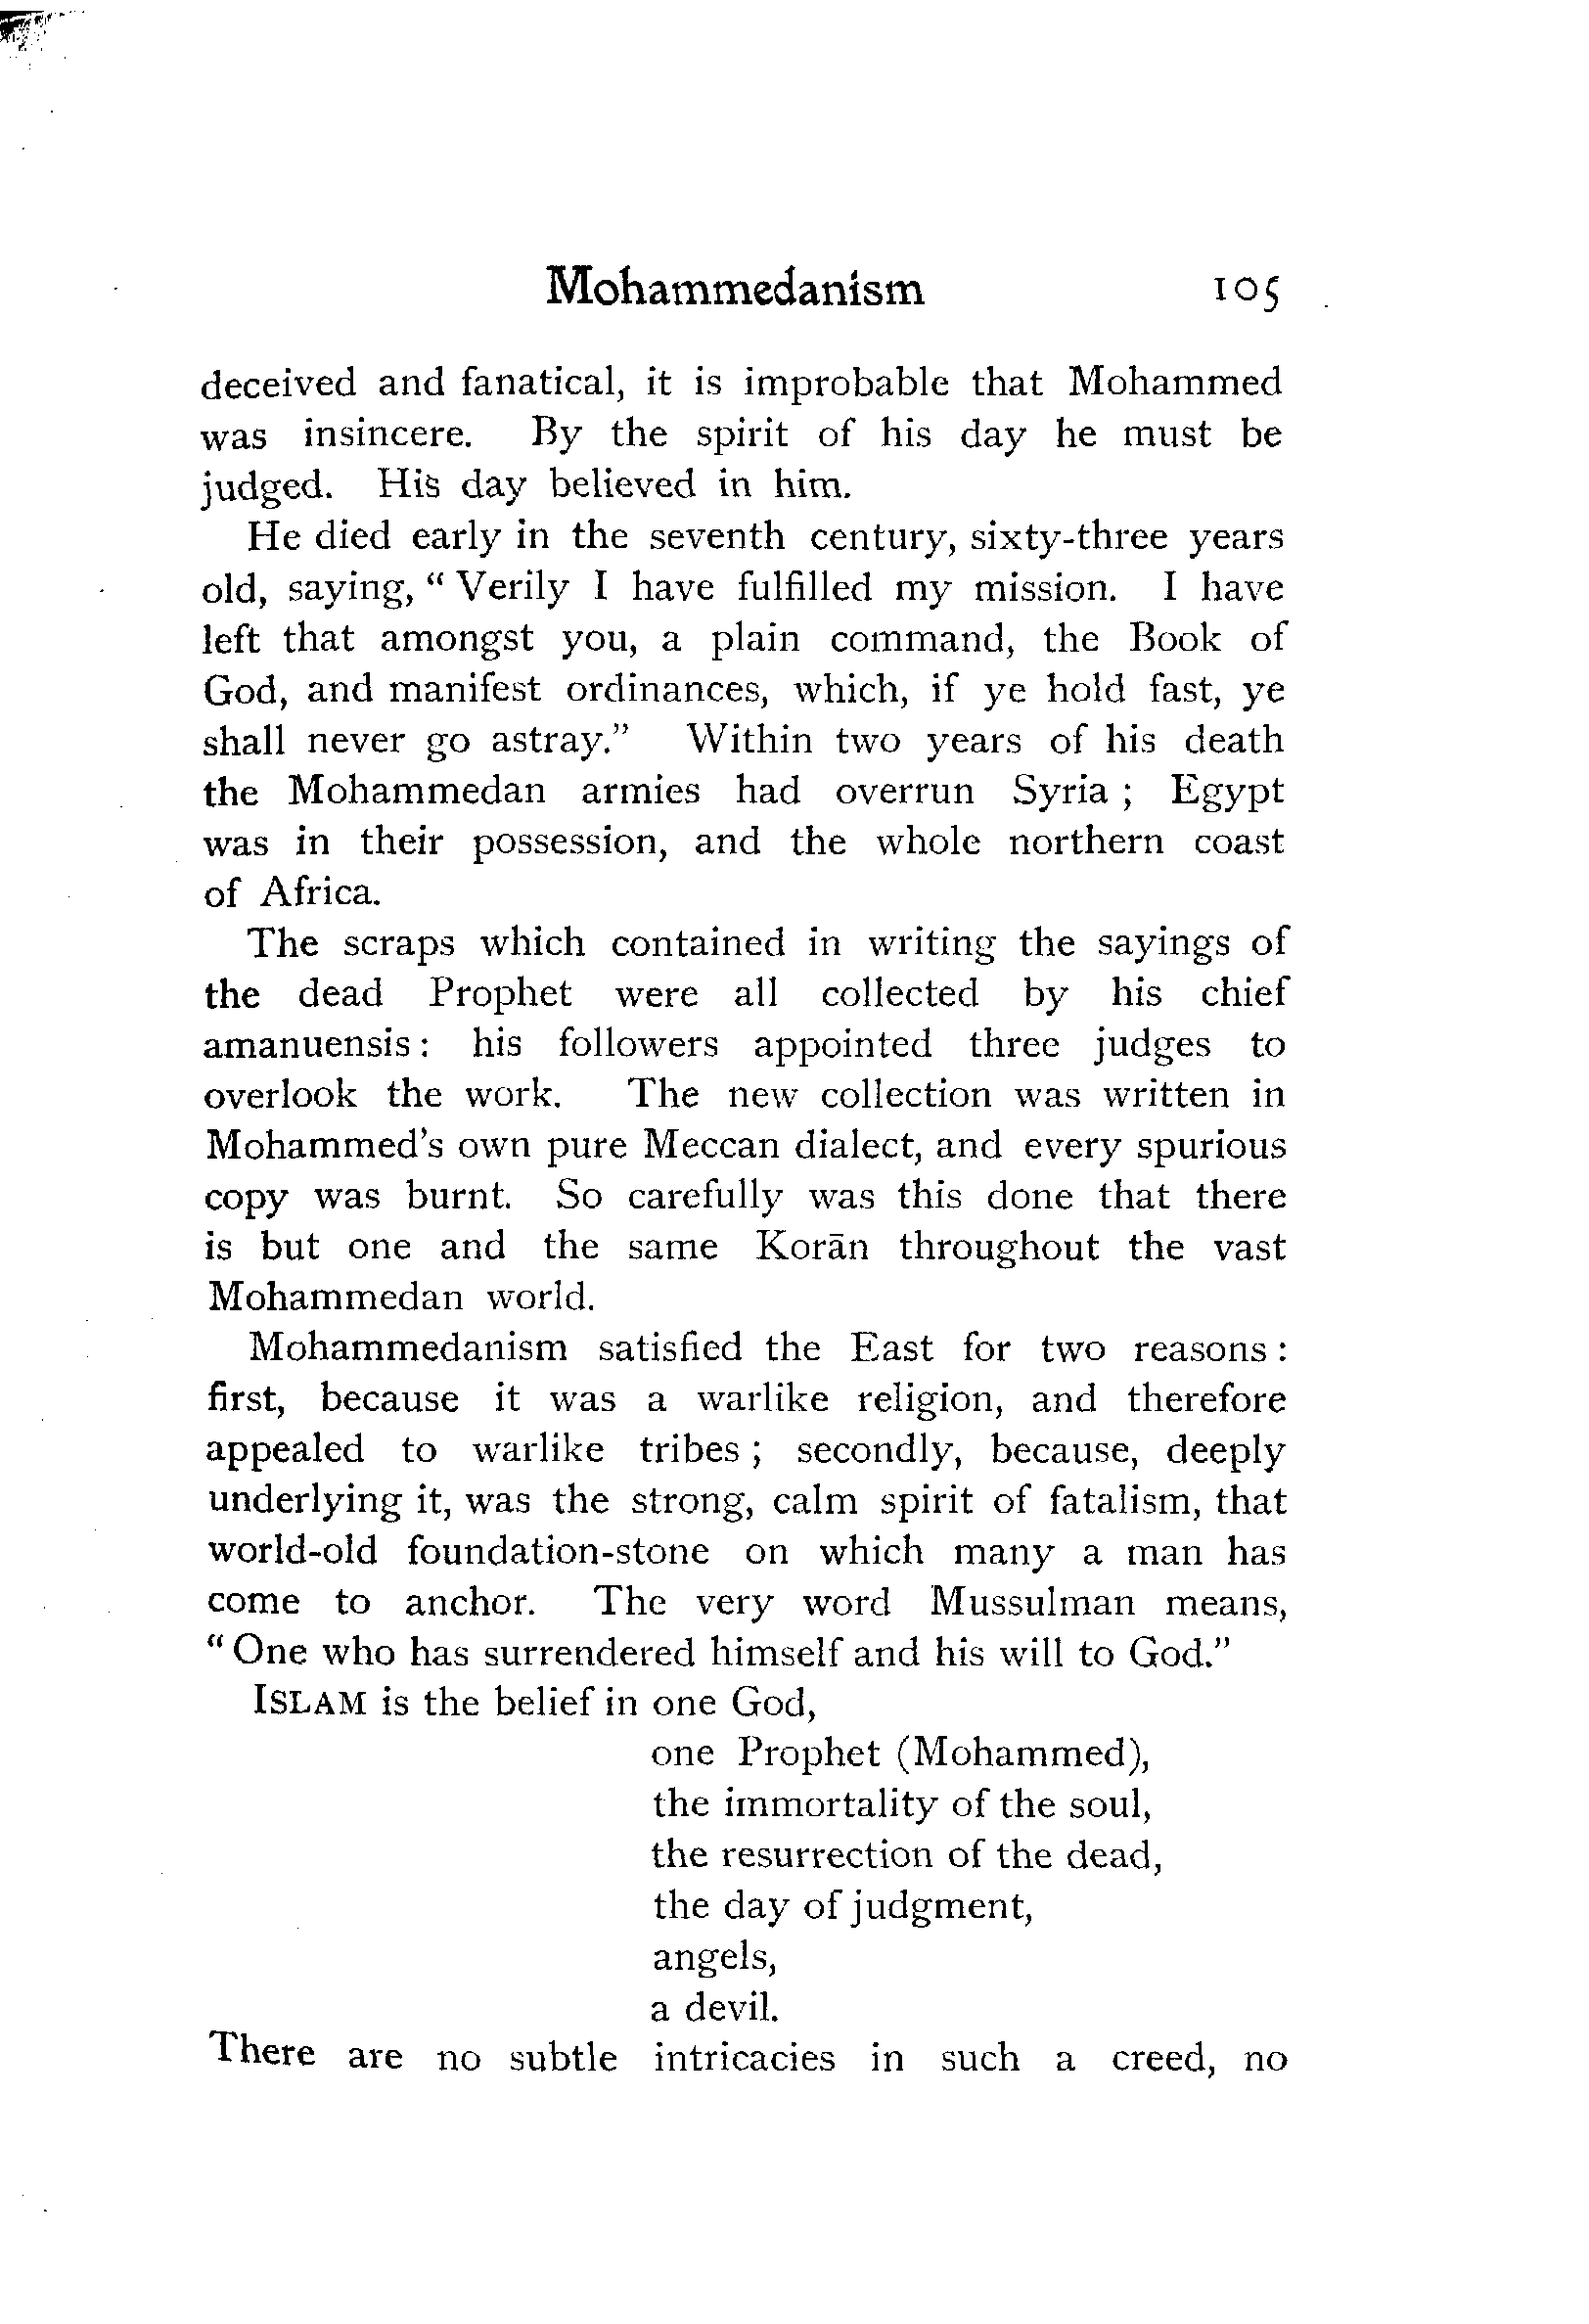 Mohammedanism 105
deceived and fanatical, it is improbable that Mohammed
was insincere. By the spirit of his day he must be
judged. His day believed in him.
He died early in the seventh century, sixty-three years
old, saying, “ Verily I have fulfilled my mission. I have
left that amongst you, a plain command, the Book of
God, and manifest ordinances, which, if ye hold fast, ye
shall never go astray.” Within two years of his death
the Mohammedan armies had overrun Syria ; Egypt
was in their possession, and the whole northern coast
of Africa.
The scraps which contained in writing the sayings of
the dead Prophet were all collected by his chief
amanuensis : his followers appointed three judges to
overlook the work. The new collection was written in
Mohammed’s own pure Meccan dialect, and every spurious
copy was burnt. So carefully was this done that there
is but one and the same Korān throughout the vast
Mohammedan world.
Mohammedanism satisfied the East for two reasons :
first, because it was a warlike religion, and therefore
appealed to warlike tribes ; secondly, because, deeply
underlying it, was the strong, calm spirit of fatalism, that
world-old foundation-stone on which many a man has
come to anchor. The very word Mussulman means,
“ One who has surrendered himself and his will to God.”
ISLAM is the belief in one God,
one Prophet (Mohammed),
the immortality of the soul,
the resurrection of the dead,
the day of judgment,
angels,
a devil.
There are no subtle intricacies in such a creed, no